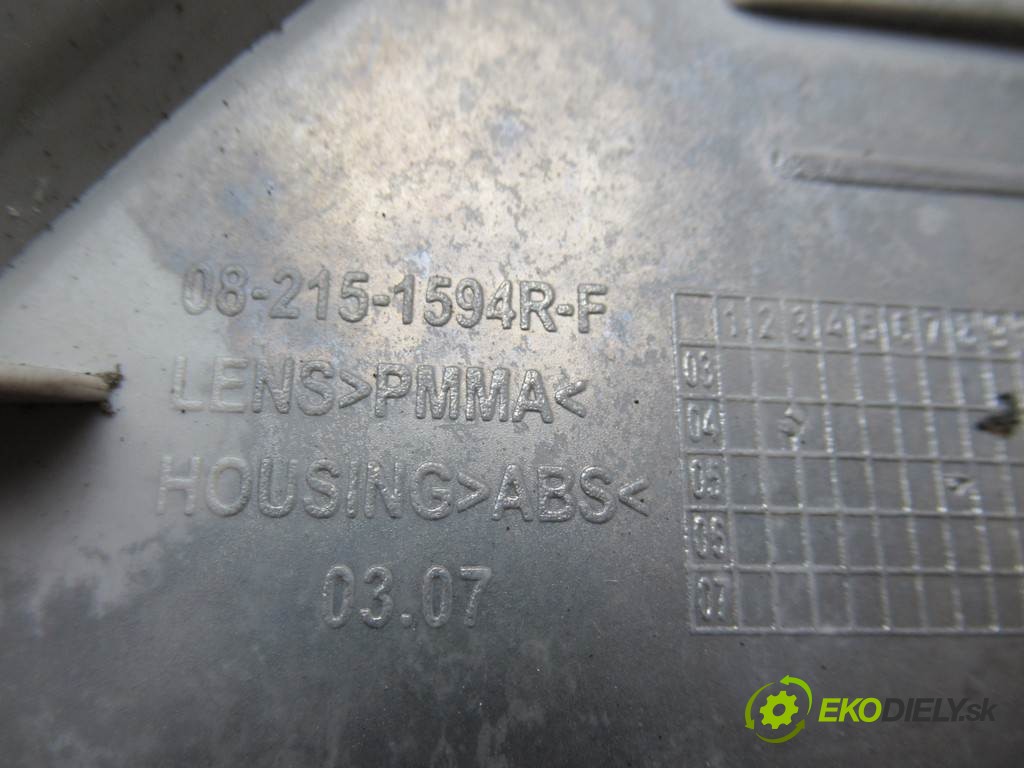 08-215-1594R-F
LENS>PMMA<
HOUSING>ABS<
03.07
1 2 3 4 5 6 7 8 9
03
04
05
06
07
EKODIELY.sk